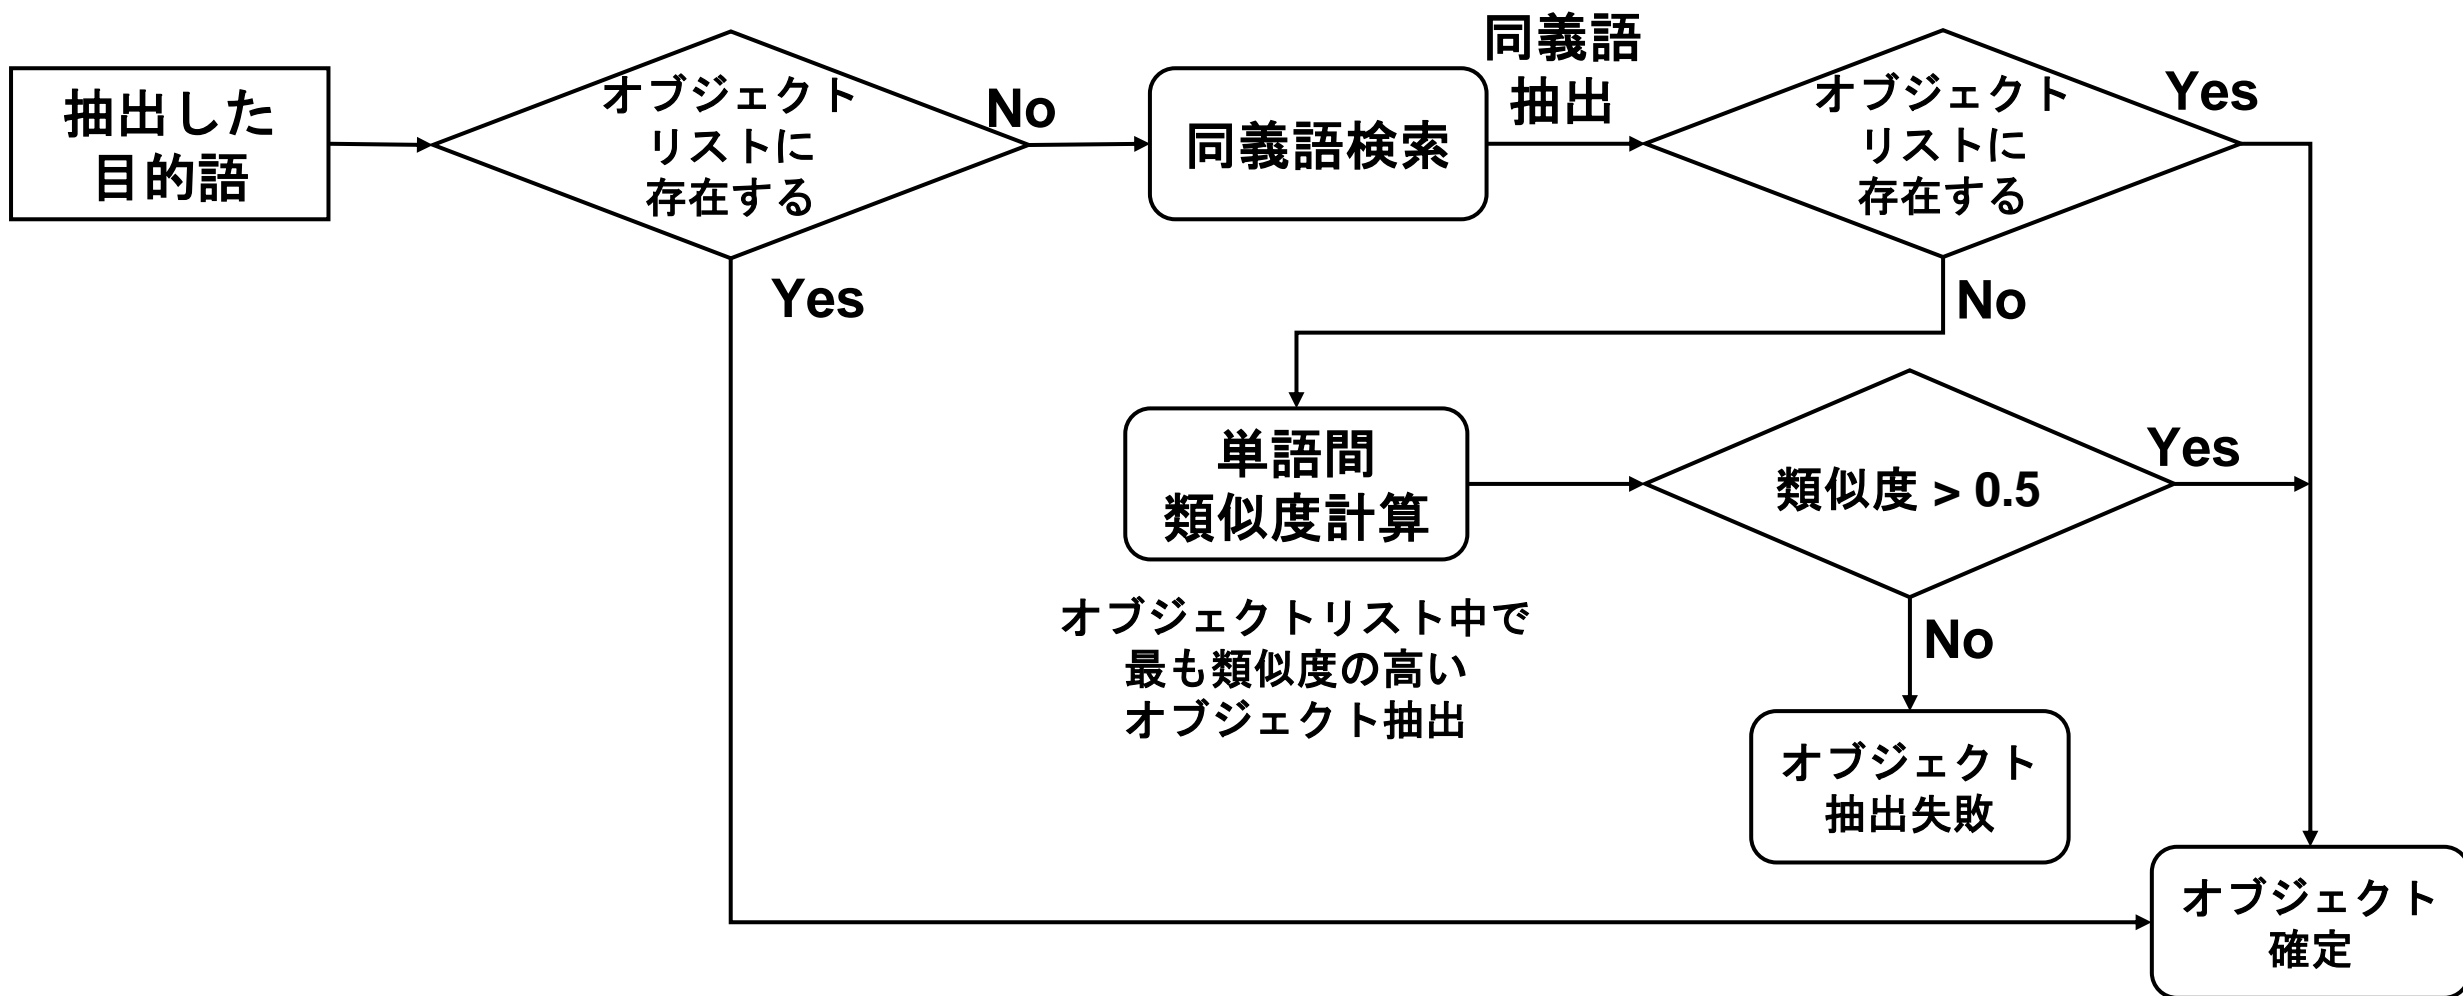 抽出した
目的語
オブジェクト
リストに
存在する
No
Yes
同義語検索
同義語
抽出
オブジェクト
リストに
存在する
Yes
No
単語間
類似度計算
オブジェクトリスト中で
最も類似度の高い
オブジェクト抽出
類似度 > 0.5
Yes
No
オブジェクト
抽出失敗
オブジェクト
確定